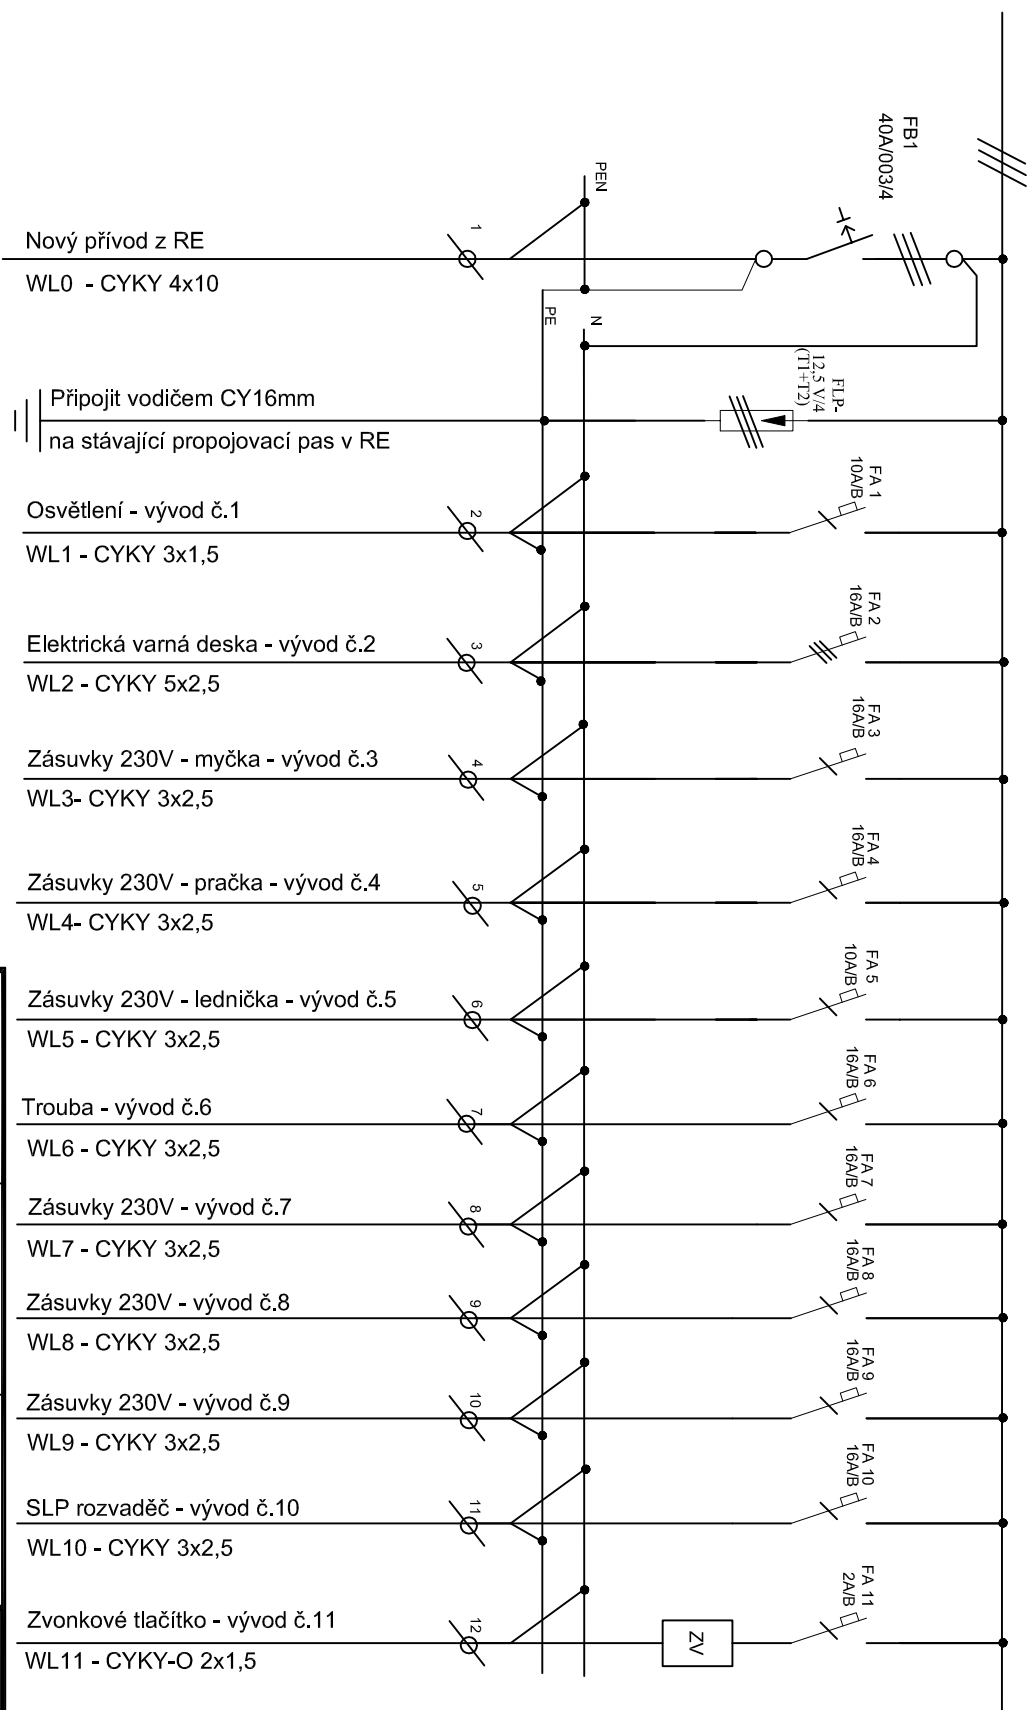 FB1
40A/003/4
PEN
1
Nový přívod z RE
WL0 - CYKY 4x10
PE
N
FLP-
12,5 V/4
(T1+T2)
Připojit vodičem CY16mm
na stávající propojovací pas v RE
FA 1
10A/B
2
Osvětlení - vývod č.1
WL1 - CYKY 3x1,5
FA 2
16A/B
3
Elektrická varná deska - vývod č.2
WL2 - CYKY 5x2,5
FA 3
16A/B
4
Zásuvky 230V - myčka - vývod č.3
WL3- CYKY 3x2,5
FA 4
16A/B
5
Zásuvky 230V - pračka - vývod č.4
WL4- CYKY 3x2,5
FA 5
10A/B
6
Zásuvky 230V - lednička - vývod č.5
WL5 - CYKY 3x2,5
FA 6
16A/B
7
Trouba - vývod č.6
WL6 - CYKY 3x2,5
FA 7
16A/B
8
Zásuvky 230V - vývod č.7
WL7 - CYKY 3x2,5
FA 8
16A/B
9
Zásuvky 230V - vývod č.8
WL8 - CYKY 3x2,5
FA 9
16A/B
10
Zásuvky 230V - vývod č.9
WL9 - CYKY 3x2,5
FA 10
16A/B
11
SLP rozvaděč - vývod č.10
WL10 - CYKY 3x2,5
FA 11
2A/B
12
ZV
Zvonkové tlačítko - vývod č.11
WL11 - CYKY-O 2x1,5